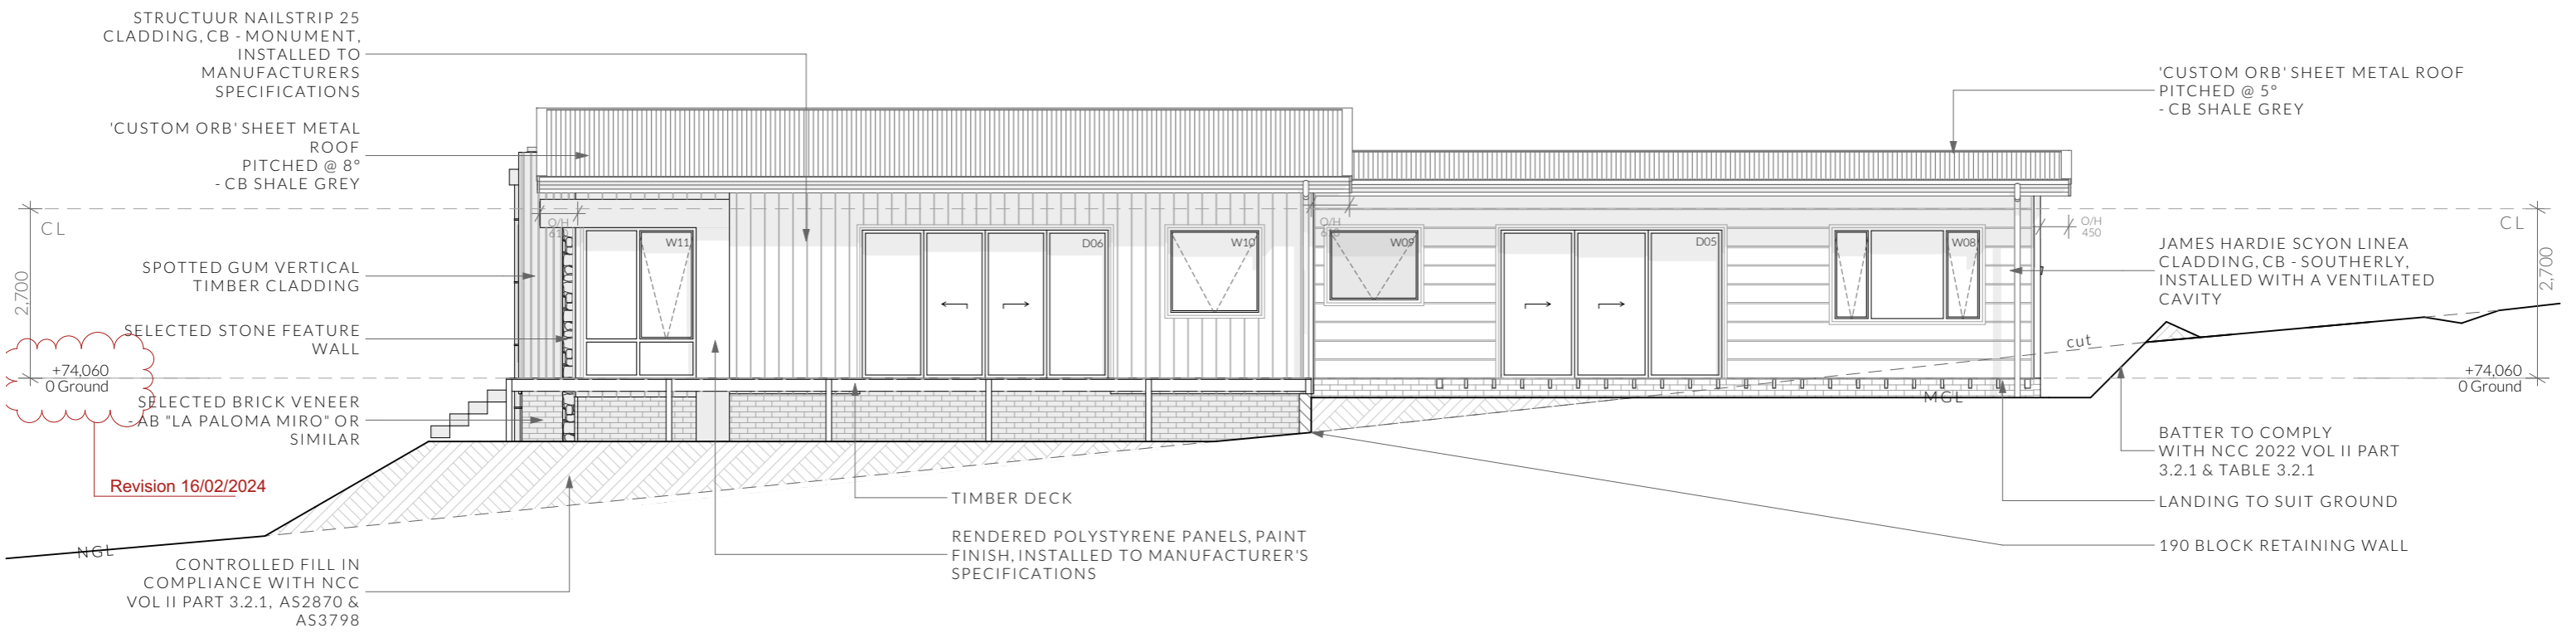 STRUCTUUR NAILSTRIP 25
CLADDING, CB - MONUMENT,
INSTALLED TO
MANUFACTURERS
SPECIFICATIONS
'CUSTOM ORB' SHEET METAL
ROOF
PITCHED @ 8°
- CB SHALE GREY
CL
2,700
SPOTTED GUM VERTICAL
TIMBER CLADDING
SELECTED STONE FEATURE
WALL
+74,060
0 Ground
SELECTED BRICK VENEER
- AB "LA PALOMA MIRO" OR
SIMILAR
Revision 16/02/2024
NGL
CONTROLLED FILL IN
COMPLIANCE WITH NCC
VOL II PART 3.2.1, AS2870 &
AS3798
O/H
W11
D06
W10
O/H
W09
D05
W08
O/H
450
TIMBER DECK
RENDERED POLYSTYRENE PANELS, PAINT
FINISH, INSTALLED TO MANUFACTURER'S
SPECIFICATIONS
cut
MGL
'CUSTOM ORB' SHEET METAL ROOF
PITCHED @ 5°
- CB SHALE GREY
CL
2,700
JAMES HARDIE SCYON LINEA
CLADDING, CB - SOUTHERLY,
INSTALLED WITH A VENTILATED
CAVITY
+74,060
0 Ground
BATTER TO COMPLY
WITH NCC 2022 VOL II PART
3.2.1 & TABLE 3.2.1
LANDING TO SUIT GROUND
190 BLOCK RETAINING WALL